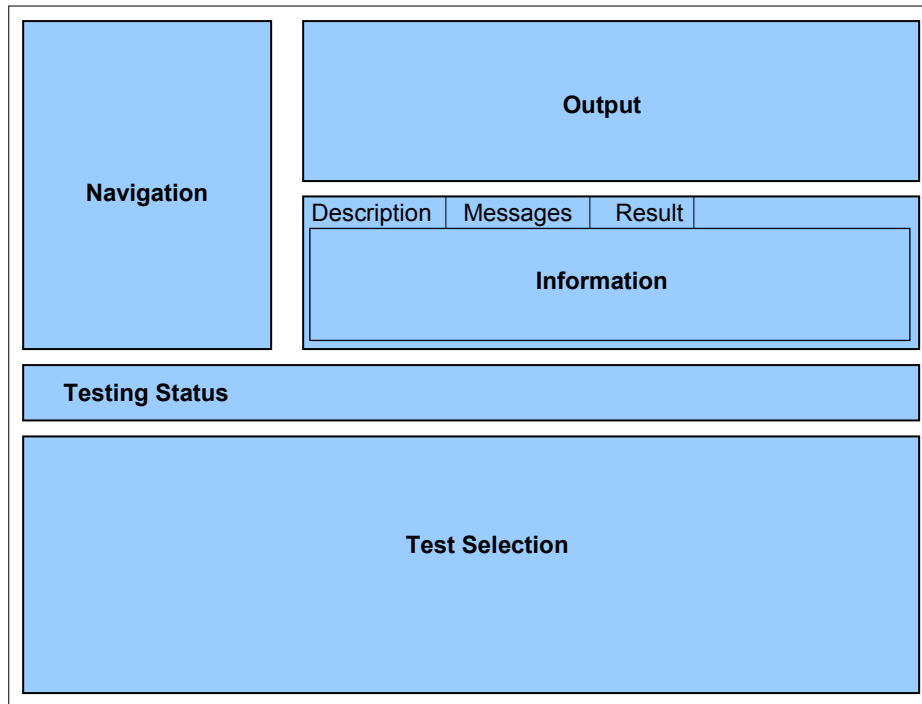 Navigation
Output
Description Messages Result
Information
Testing Status
Test Selection